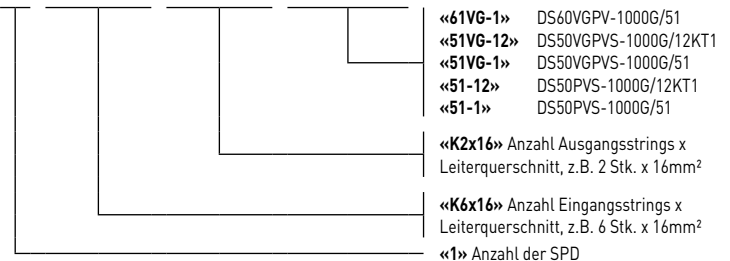 «61VG-1» DS60VGPV-1000G/51
«51VG-12» DS50VGPVS-1000G/12KT1
«51VG-1» DS50VGPVS-1000G/51
«51-12» DS50PVS-1000G/12KT1
«51-1» DS50PVS-1000G/51
«K2x16» Anzahl Ausgangsstrings x
Leiterquerschnitt, z.B. 2 Stk. x 16mm²
«K6x16» Anzahl Eingangsstrings x
Leiterquerschnitt, z.B. 6 Stk. x 16mm²
«1» Anzahl der SPD